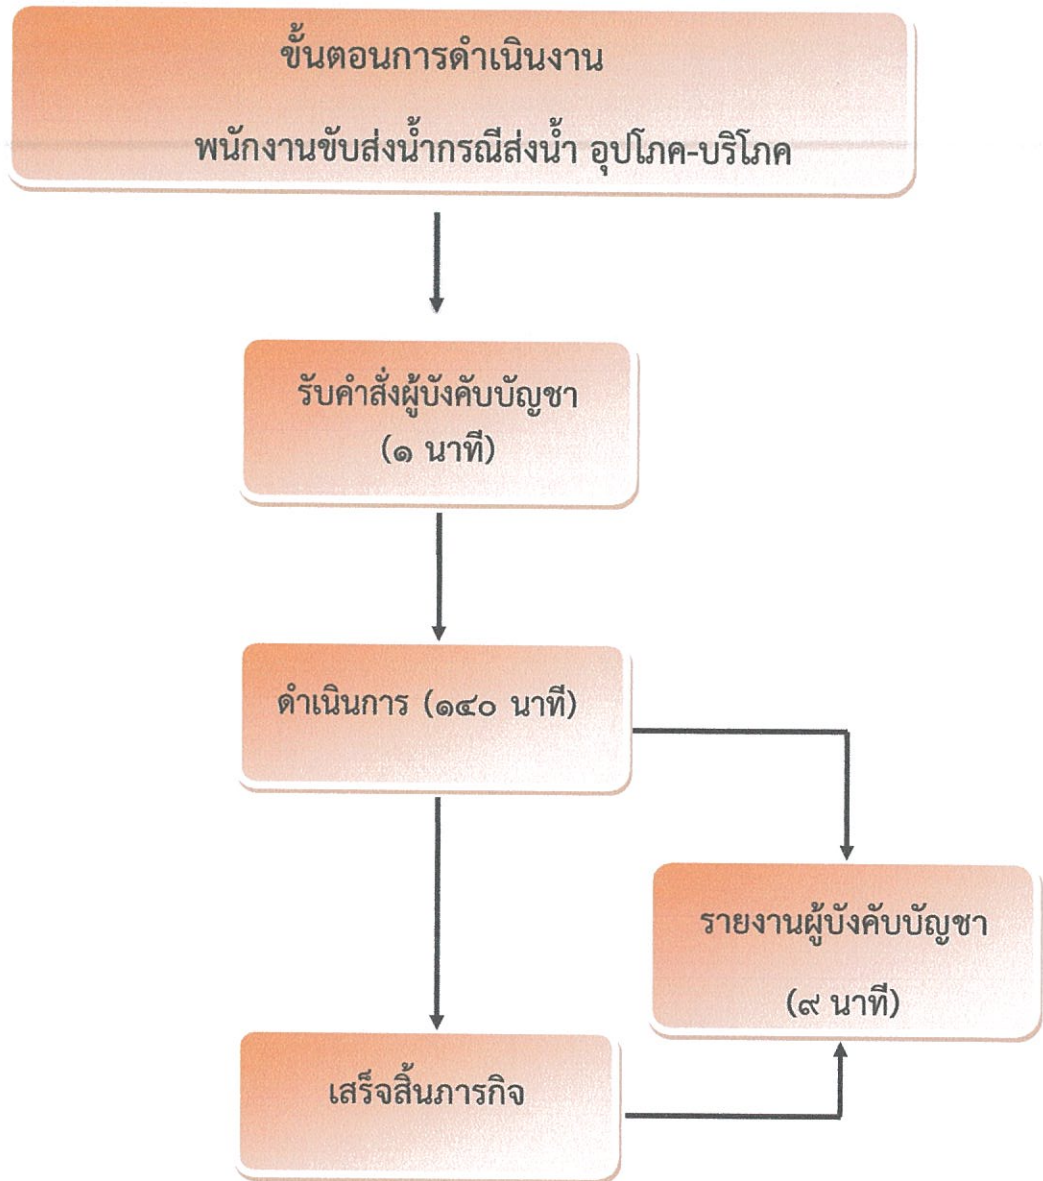 ขั้นตอนการดำเนินงาน
พนักงานขับส่งน้ำกรณีส่งน้ำ อุปโภค-บริโภค
รับคำสั่งผู้บังคับบัญชา
(๑ นาที)
ดำเนินการ (๑๔๐ นาที)
รายงานผู้บังคับบัญชา
(๙ นาที)
เสร็จสิ้นภารกิจ